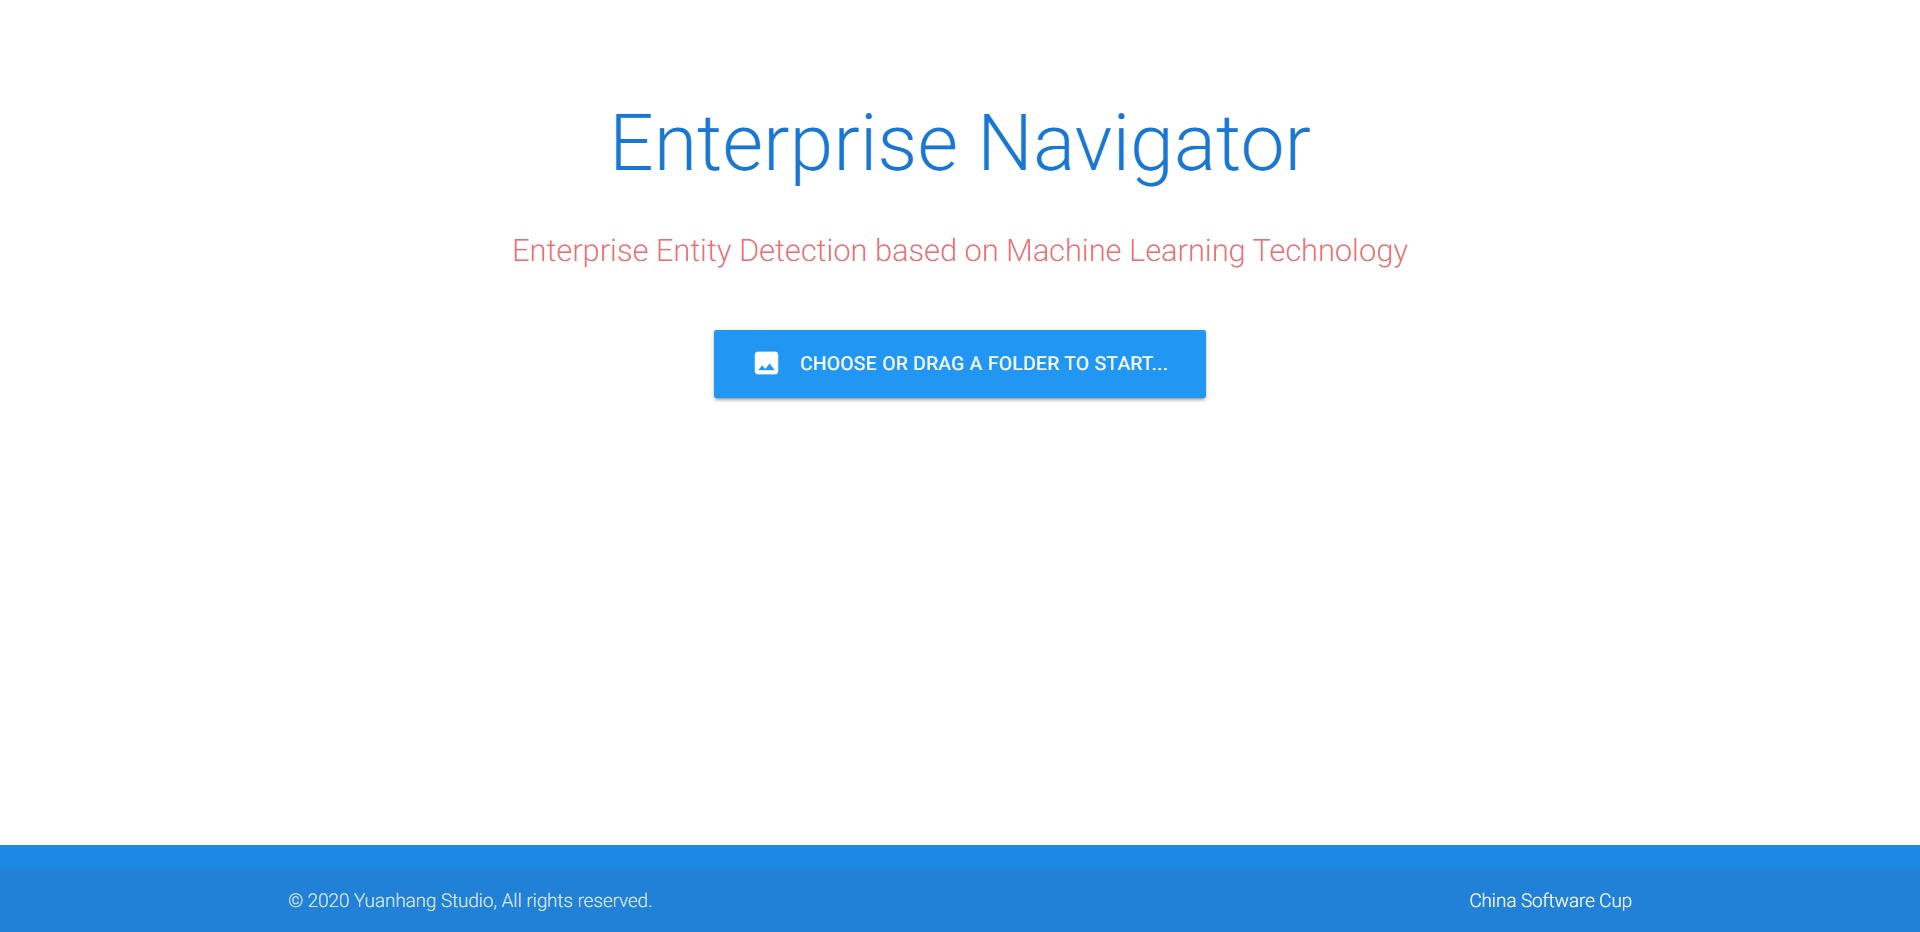 Enterprise Navigator
Enterprise Entity Detection based on Machine Learning Technology
CHOOSE OR DRAG A FOLDER TO START...
© 2020 Yuanhang Studio, All rights reserved.
China Software Cup